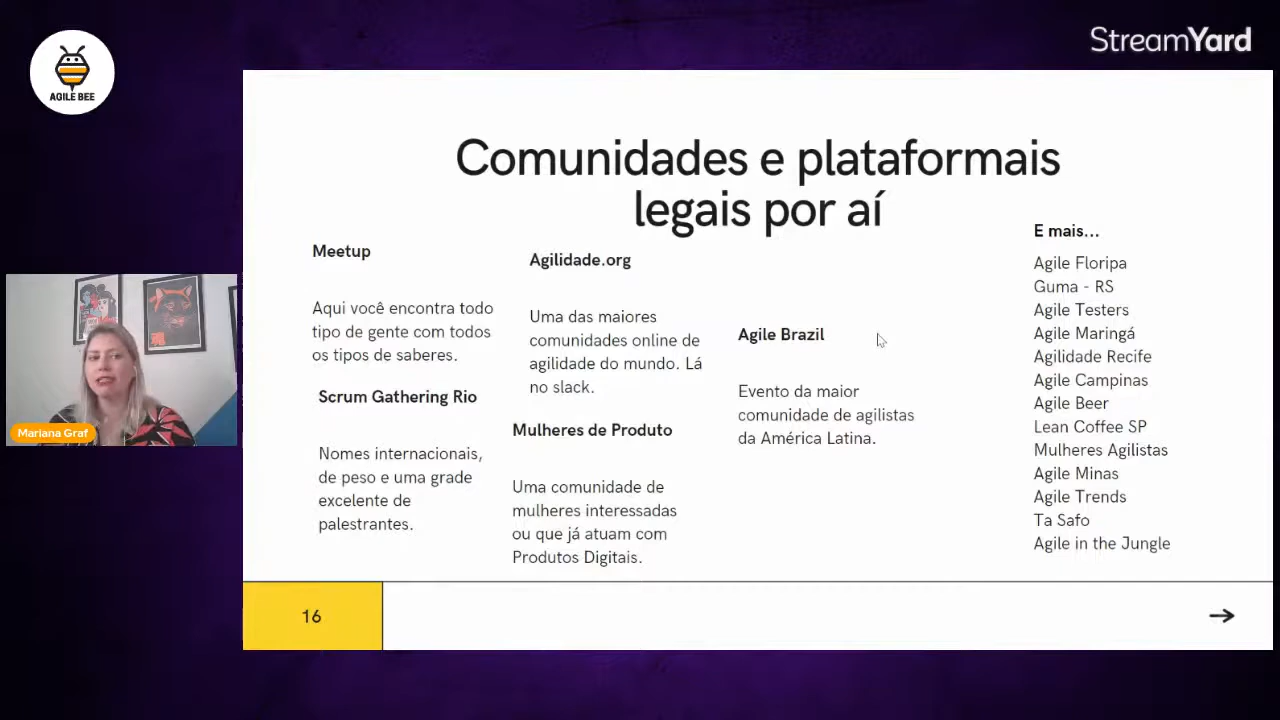 AGILE BEE
StreamYard
Comunidades e plataformais
legais por aí
Meetup
Aqui você encontra todo
tipo de gente com todos
os tipos de saberes.
Scrum Gathering Rio
Nomes internacionais,
de peso e uma grade
excelente de
palestrantes.
Agilidade.org
Uma das maiores
comunidades online de
agilidade do mundo. Lá
no slack.
Mulheres de Produto
Uma comunidade de
mulheres interessadas
ou que já atuam com
Produtos Digitais.
Agile Brazil
Evento da maior
comunidade de agilistas
da América Latina.
E mais...
Agile Floripa
Guma - RS
Agile Testers
Agile Maringá
Agilidade Recife
Agile Campinas
Agile Beer
Lean Coffee SP
Mulheres Agilistas
Agile Minas
Agile Trends
Ta Safo
Agile in the Jungle
Mariana Graf
16